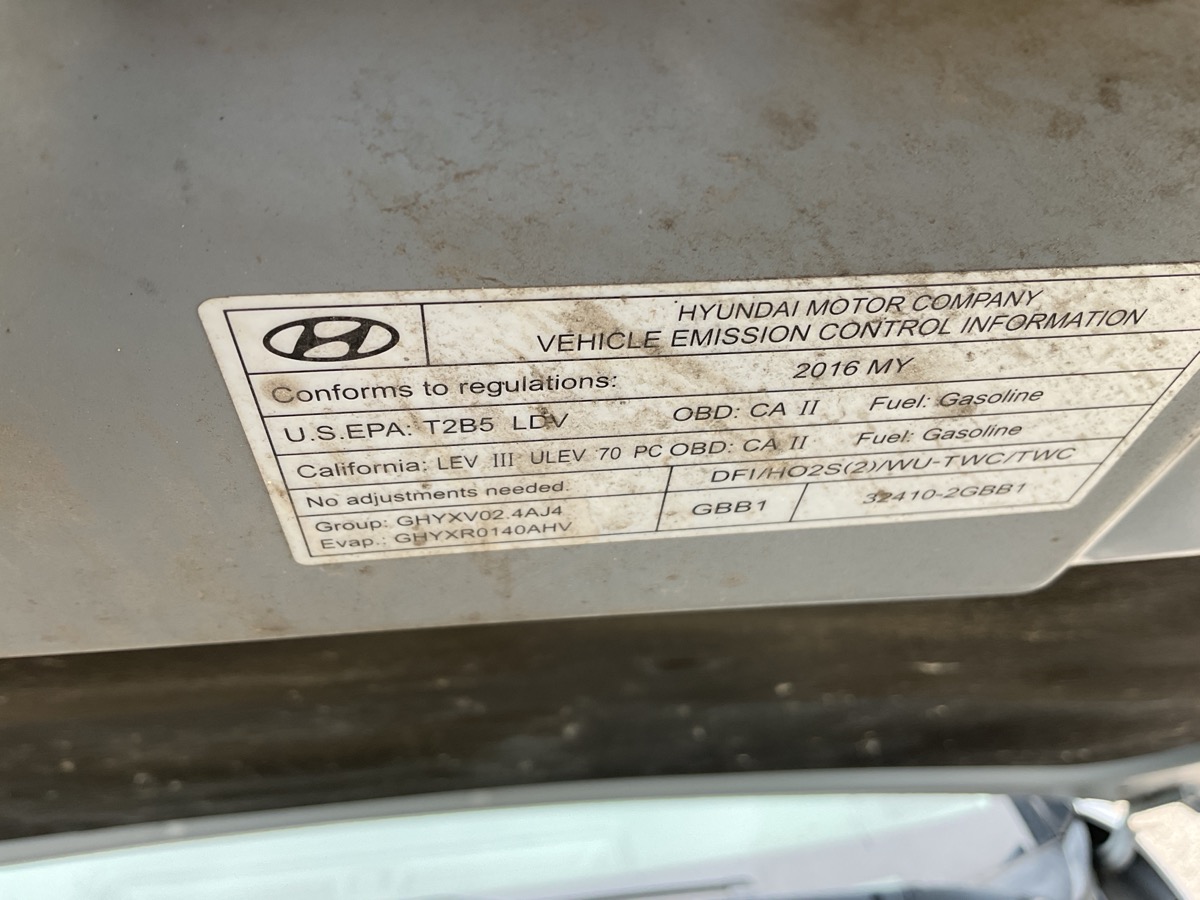 HYUNDAI MOTOR COMPANY
VEHICLE EMISSION CONTROL INFORMATION
Conforms to regulations: 2016 MY
U.S.EPA: T2B5 LDV OBD: CA II Fuel: Gasoline
California: LEV III ULEV 70 PC OBD: CA II Fuel: Gasoline
No adjustments needed. DFI/HO2S(2)/WU-TWC/TWC
Group: GHYXV02.4AJ4 GBB1 32410-2GBB1
Evap.: GHYXR0140AHV